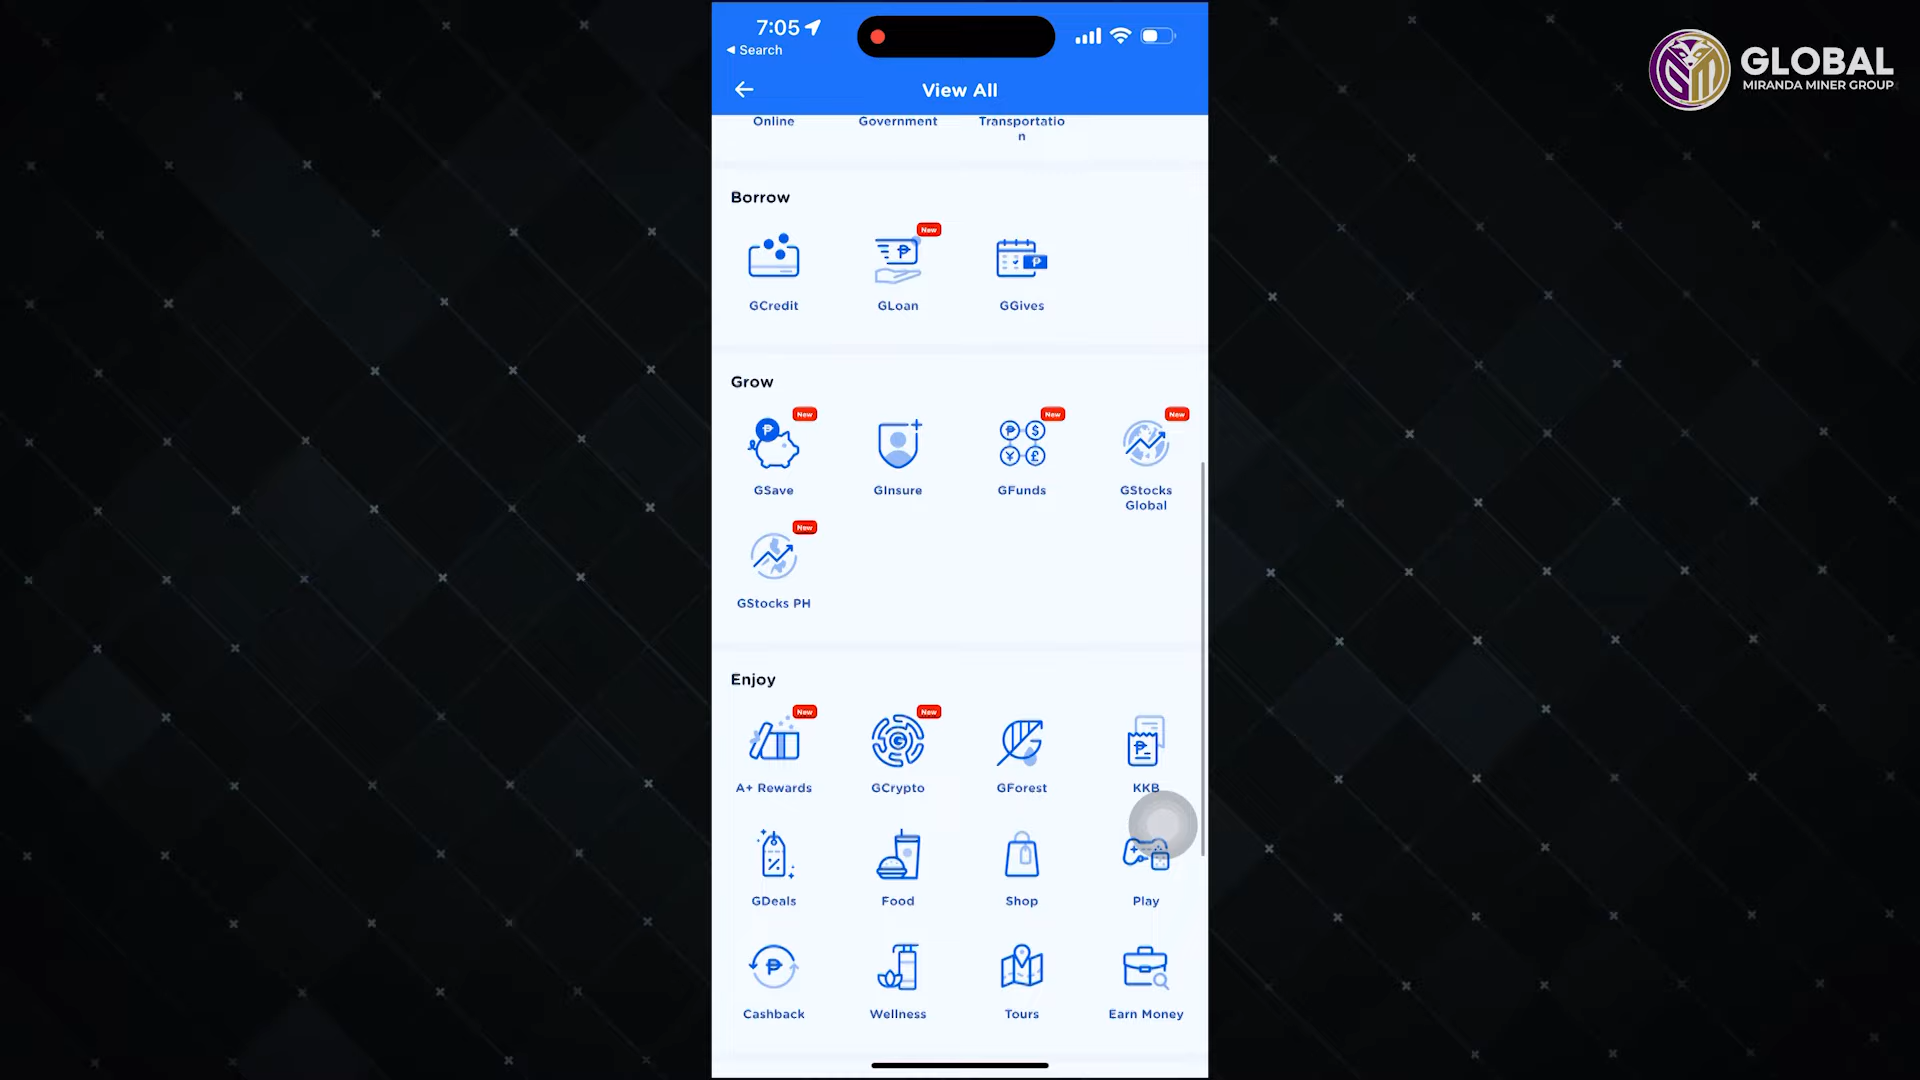 7:05
Search
View All
GLOBAL
MIRANDA MINER GROUP
Online
Government
Transportatio
n
Borrow
New
GCredit
GLoan
GGives
Grow
New
New
New
GSave
GInsure
GFunds
GStocks
Global
New
GStocks PH
Enjoy
New
New
A+ Rewards
GCrypto
GForest
KKB
GDeals
Food
Shop
Play
Cashback
Wellness
Tours
Earn Money